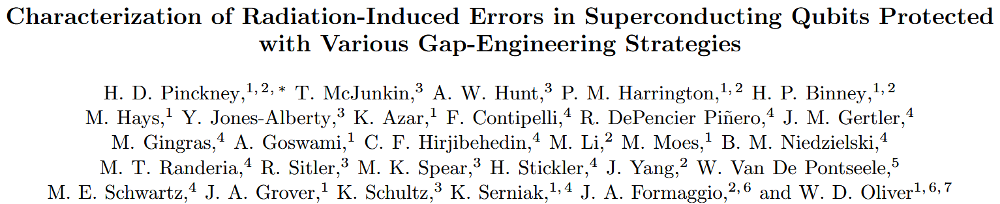 Characterization of Radiation-Induced Errors in Superconducting Qubits Protected
with Various Gap-Engineering Strategies
H. D. Pinckney,1, 2, ∗ T. McJunkin,3 A. W. Hunt,3 P. M. Harrington,1, 2 H. P. Binney,1, 2
M. Hays,1 Y. Jones-Alberty,3 K. Azar,1 F. Contipelli,4 R. DePencier Piñero,4 J. M. Gertler,4
M. Gingras,4 A. Goswami,1 C. F. Hirjibehedin,4 M. Li,2 M. Moes,1 B. M. Niedzielski,4
M. T. Randeria,4 R. Sitler,3 M. K. Spear,3 H. Stickler,4 J. Yang,2 W. Van De Pontseele,5
M. E. Schwartz,4 J. A. Grover,1 K. Schultz,3 K. Serniak,1, 4 J. A. Formaggio,2, 6 and W. D. Oliver1, 6, 7